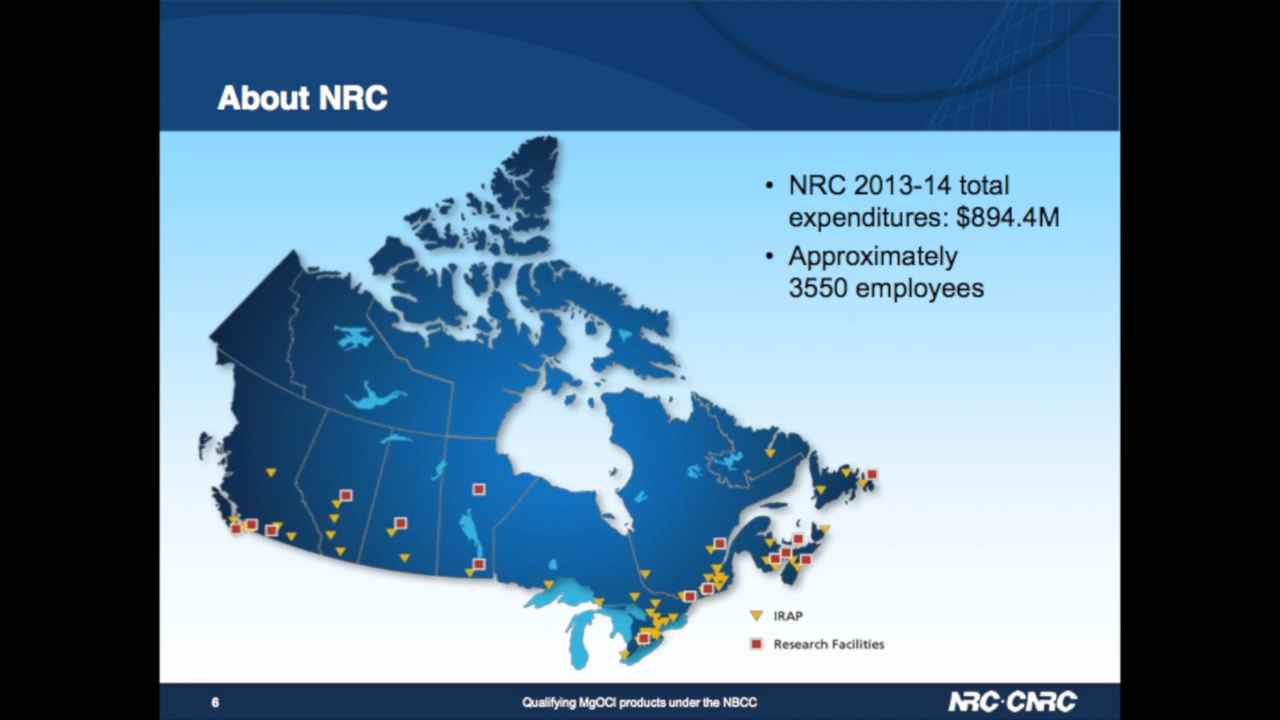 About NRC
• NRC 2013-14 total
expenditures: $894.4M
• Approximately
3550 employees
IRAP
Research Facilities
6
Qualifying MgOCl products under the NBCC
NRC·CNRC